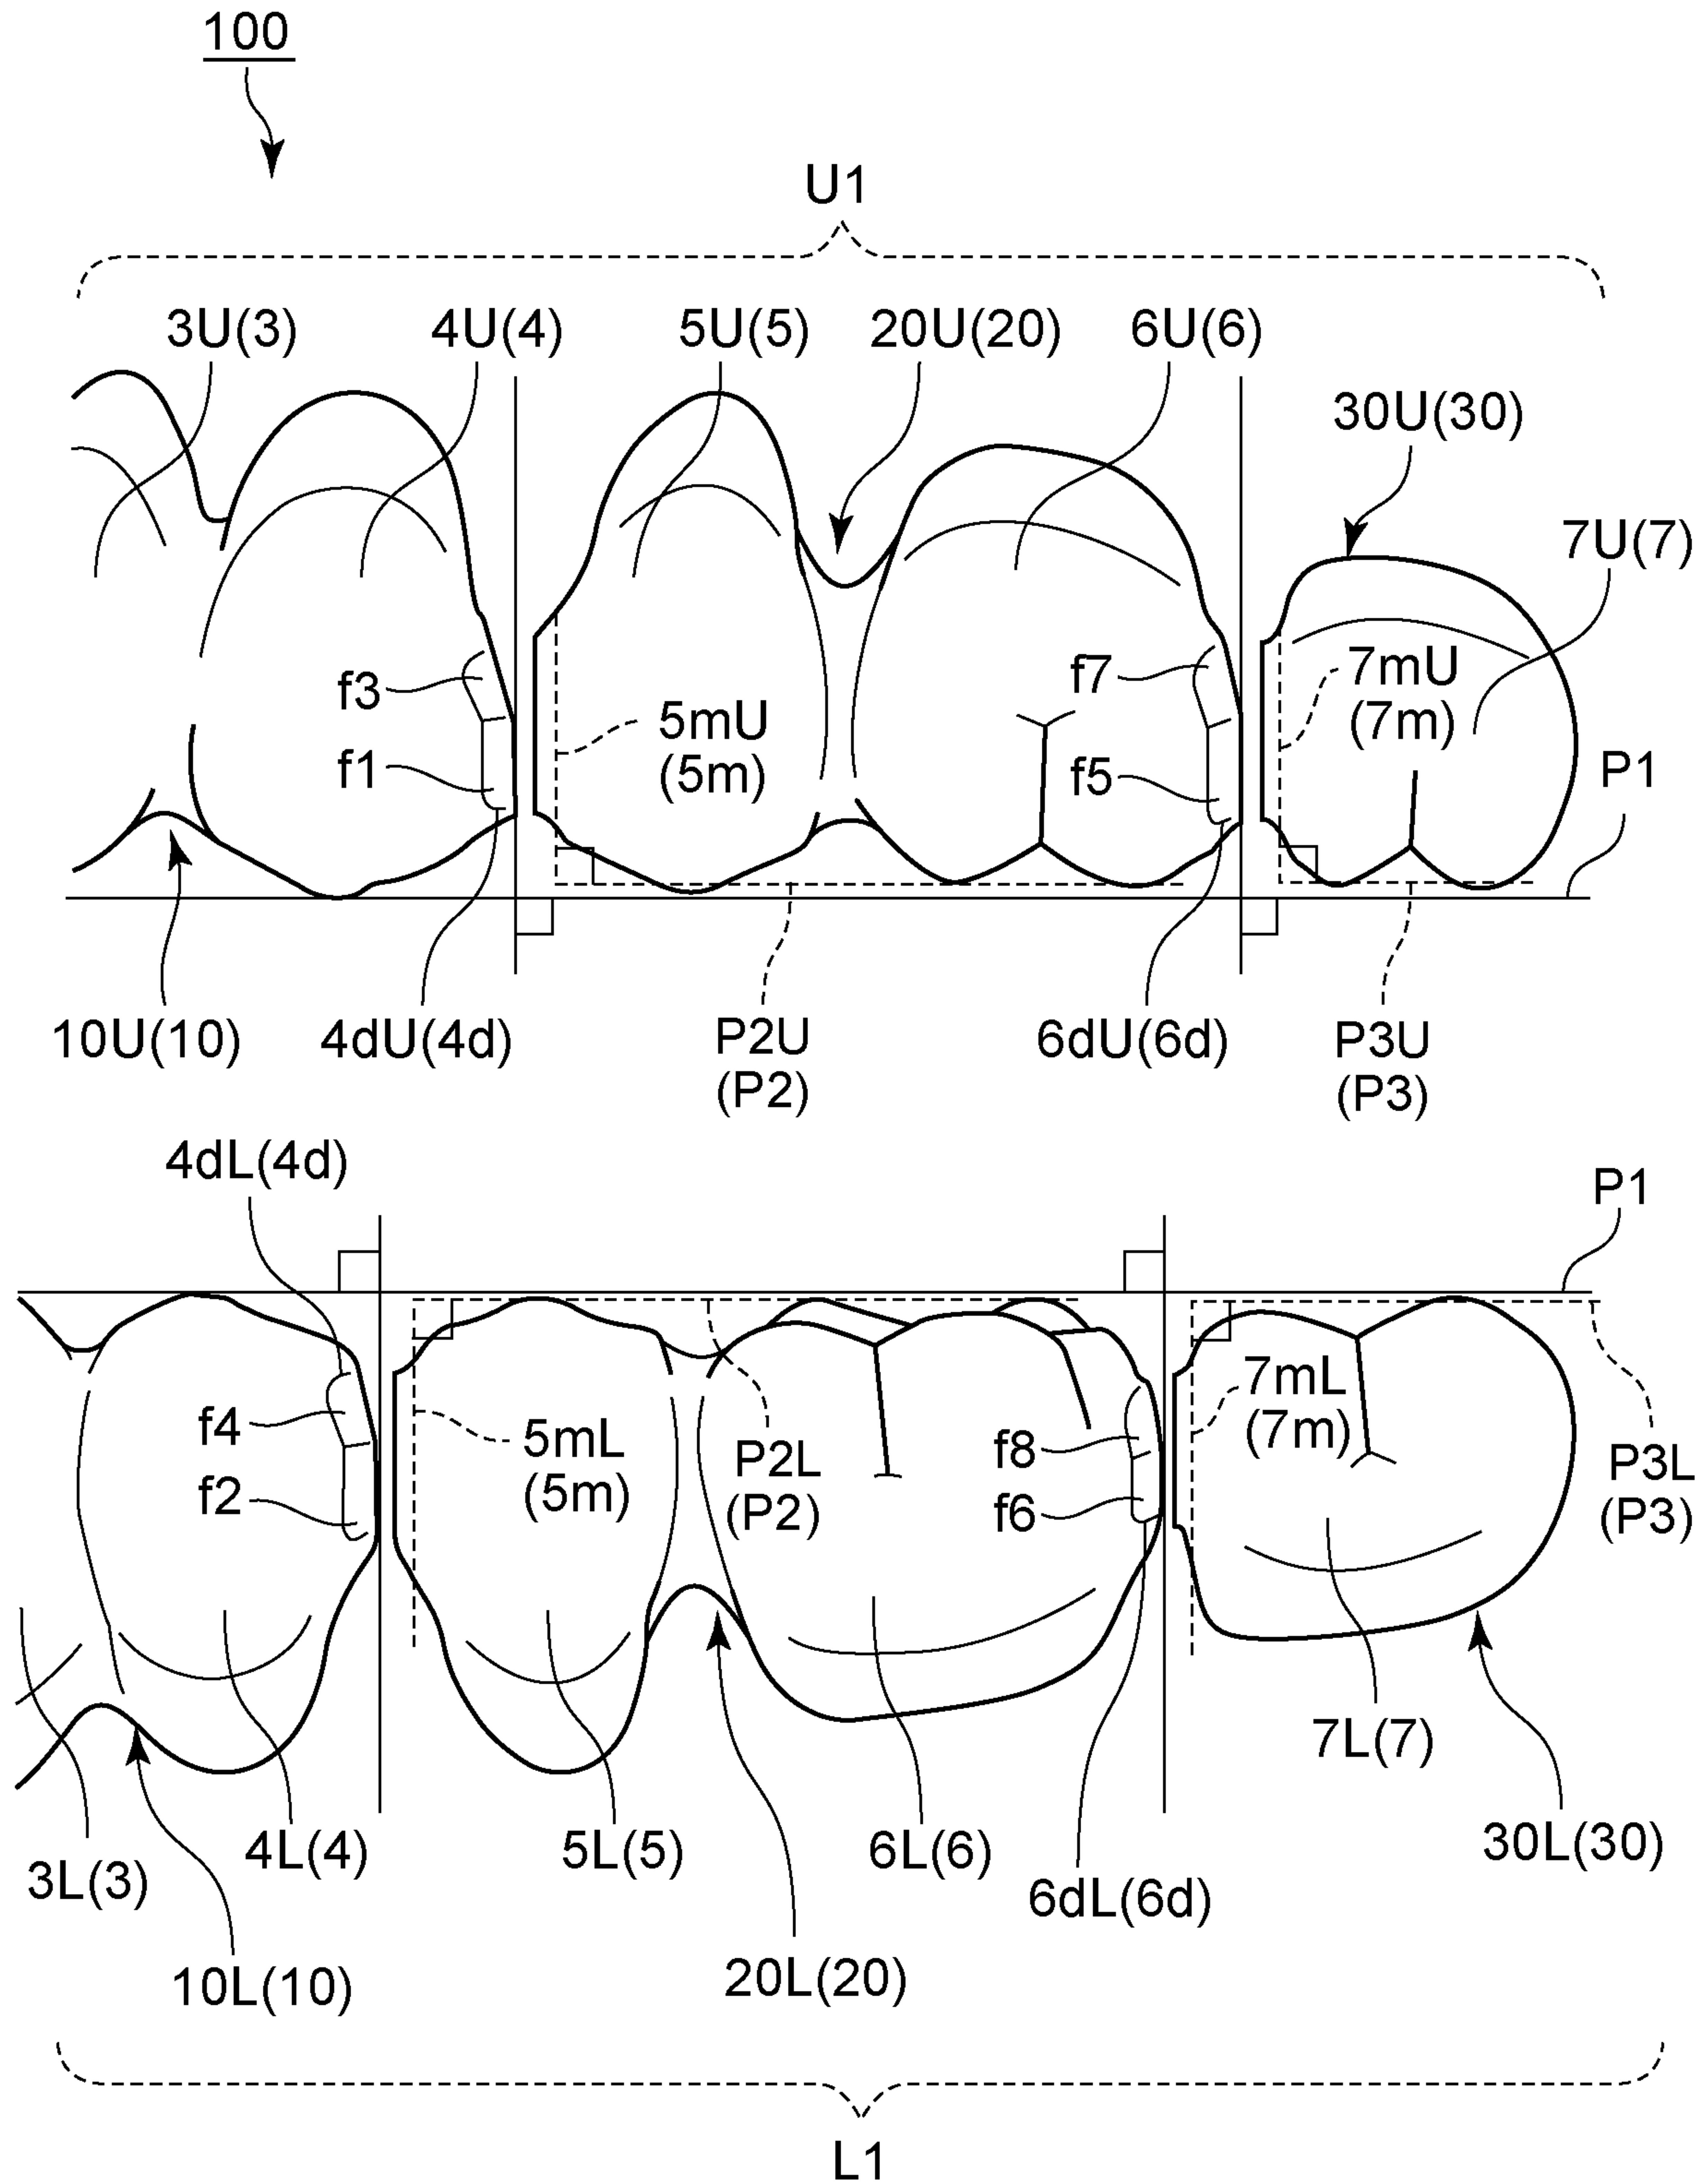 100
U1
3U(3) 4U(4) 5U(5) 20U(20) 6U(6)
30U(30)
7U(7)
f3 f7 7mU
5mU (7m)
f1 (5m) f5 P1
10U(10) 4dU(4d) P2U 6dU(6d) P3U
(P2) (P3)
4dL(4d)
P1
7mL
f4 5mL f8 (7m)
P2L P3L
f2 (5m) (P2) f6 (P3)
7L(7)
3L(3) 4L(4) 5L(5) 6L(6) 30L(30)
6dL(6d)
10L(10) 20L(20)
L1